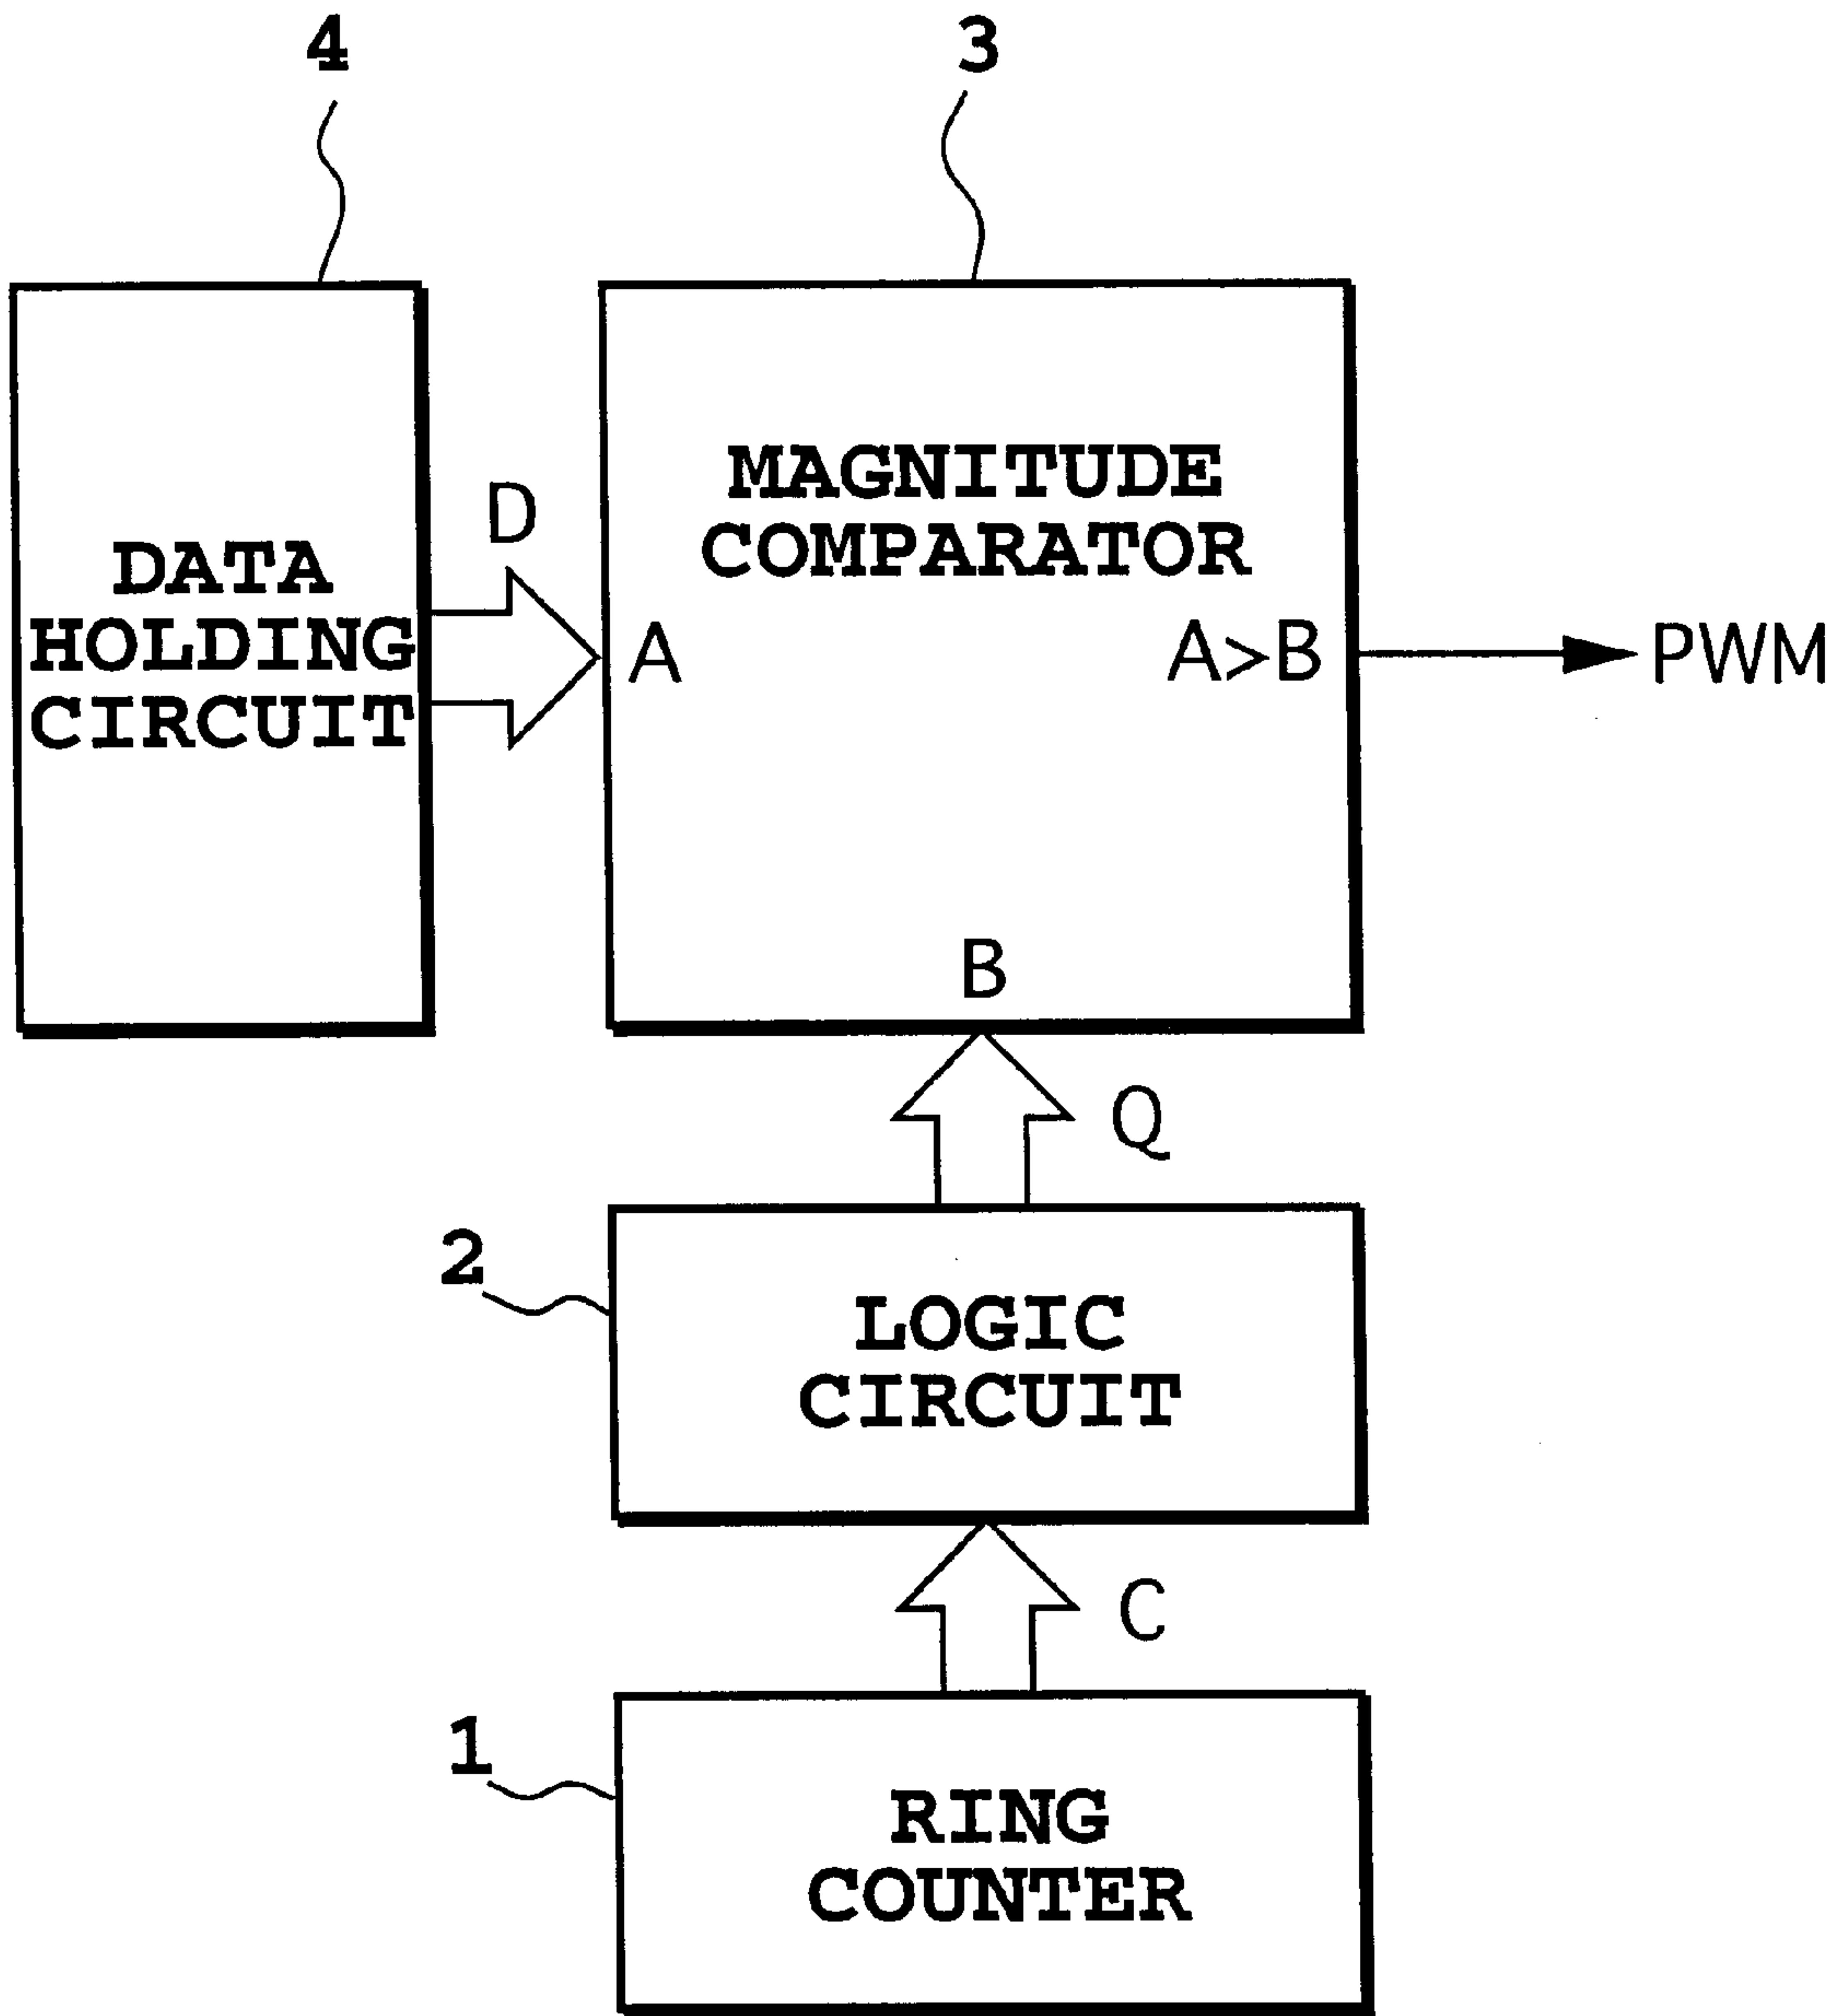 4
3
DATA
HOLDING
CIRCUIT
D
MAGNITUDE
COMPARATOR
A
A>B
PWM
B
Q
2
LOGIC
CIRCUIT
C
1
RING
COUNTER